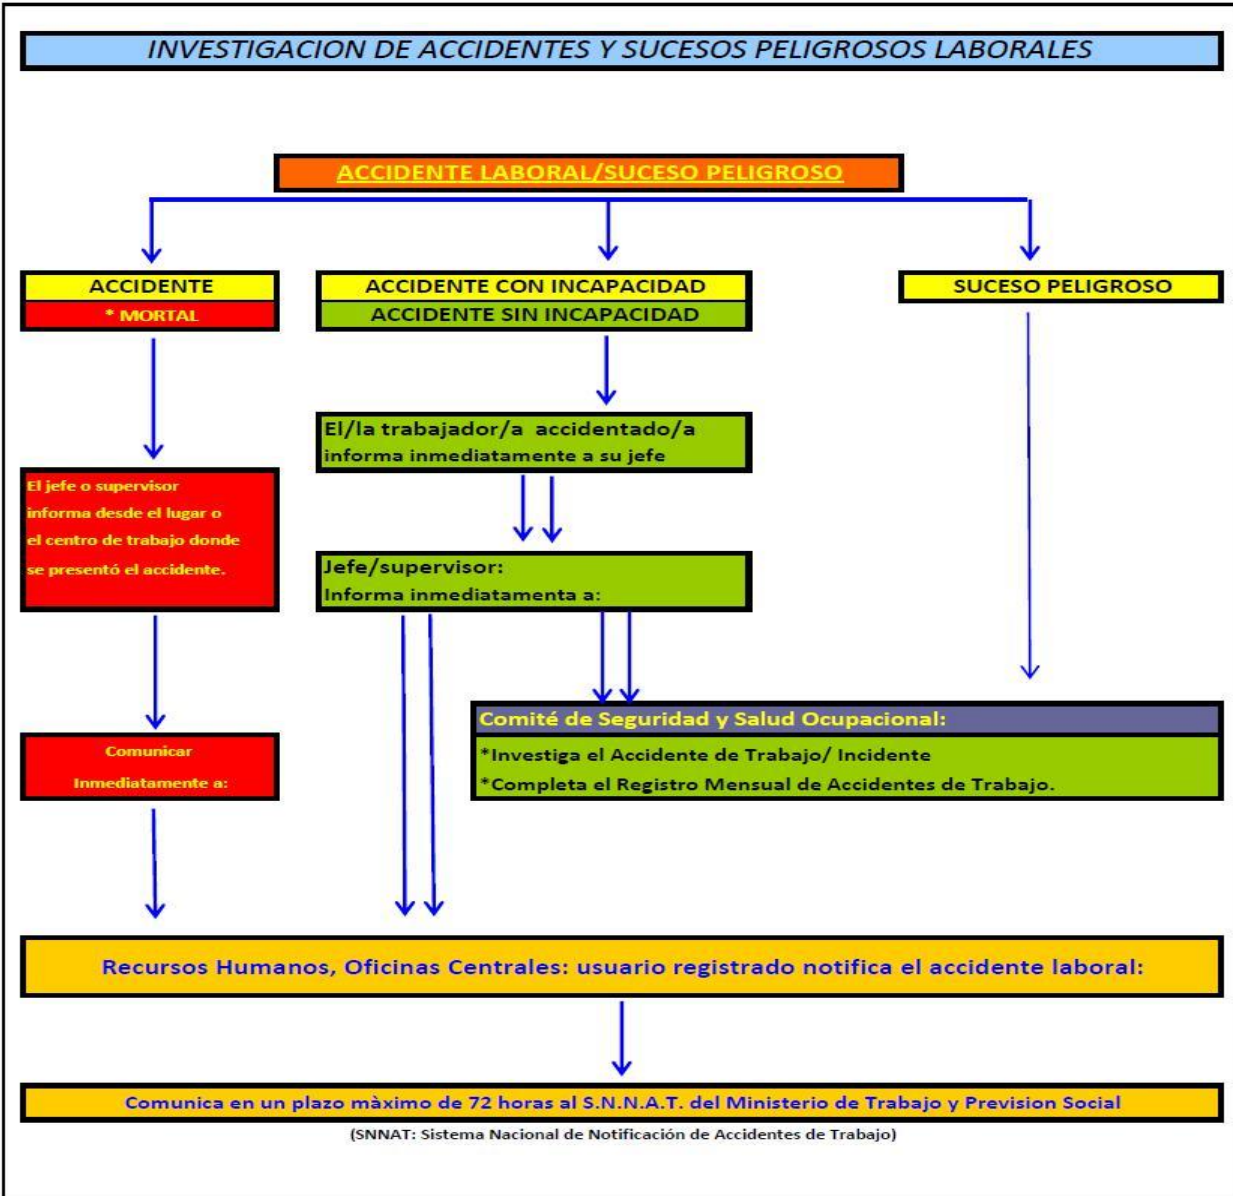 INVESTIGACION DE ACCIDENTES Y SUCESOS PELIGROSOS LABORALES
ACCIDENTE LABORAL/SUCESO PELIGROSO
ACCIDENTE
* MORTAL
ACCIDENTE CON INCAPACIDAD
ACCIDENTE SIN INCAPACIDAD
SUCESO PELIGROSO
El/la trabajador/a accidentado/a
informa inmediatamente a su jefe
El jefe o supervisor
informa desde el lugar o
el centro de trabajo donde
se presentó el accidente.
Jefe/supervisor:
Informa inmediatamenta a:
Comité de Seguridad y Salud Ocupacional:
*Investiga el Accidente de Trabajo/ Incidente
*Completa el Registro Mensual de Accidentes de Trabajo.
Comunicar
Inmediatamente a:
Recursos Humanos, Oficinas Centrales: usuario registrado notifica el accidente laboral:
Comunica en un plazo màximo de 72 horas al S.N.N.A.T. del Ministerio de Trabajo y Prevision Social
(SNNAT: Sistema Nacional de Notificación de Accidentes de Trabajo)